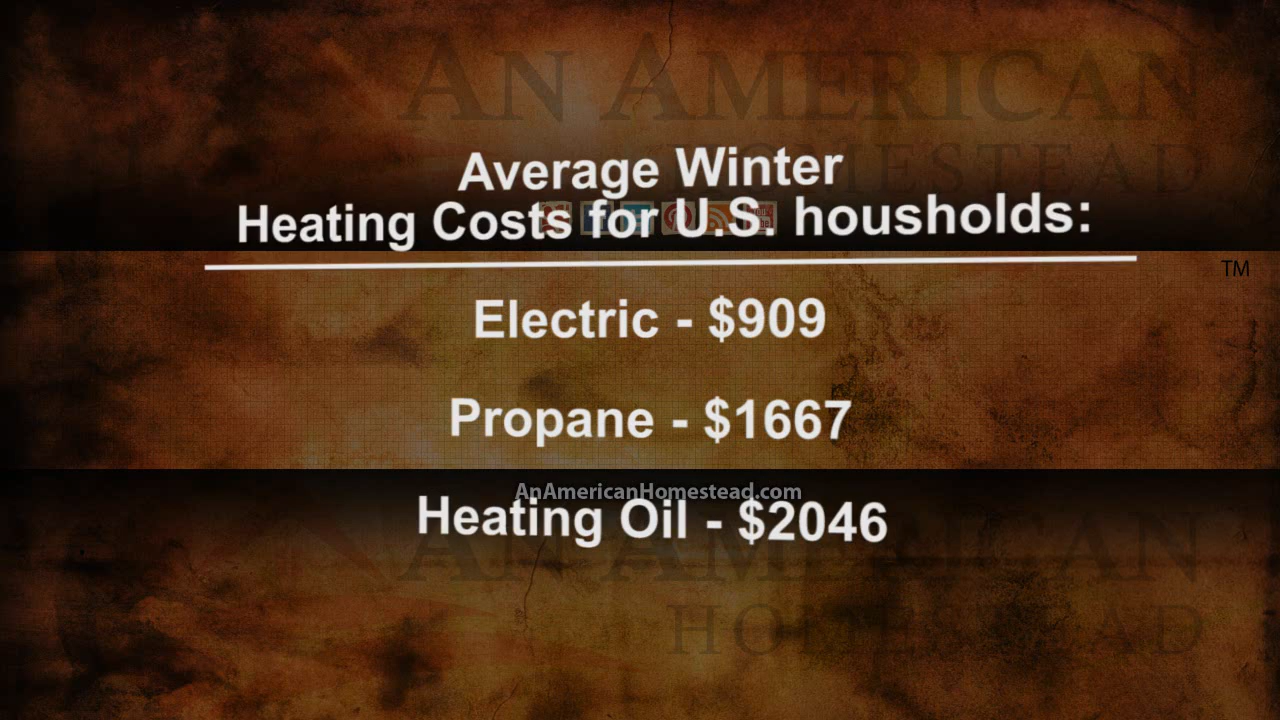 AN AMERICAN
HOMESTEAD
Average Winter
Heating Costs for U.S. housholds:
TM
Electric - $909
Propane - $1667
AnAmericanHomestead.com
Heating Oil - $2046
AN AMERICAN
HOMESTEAD